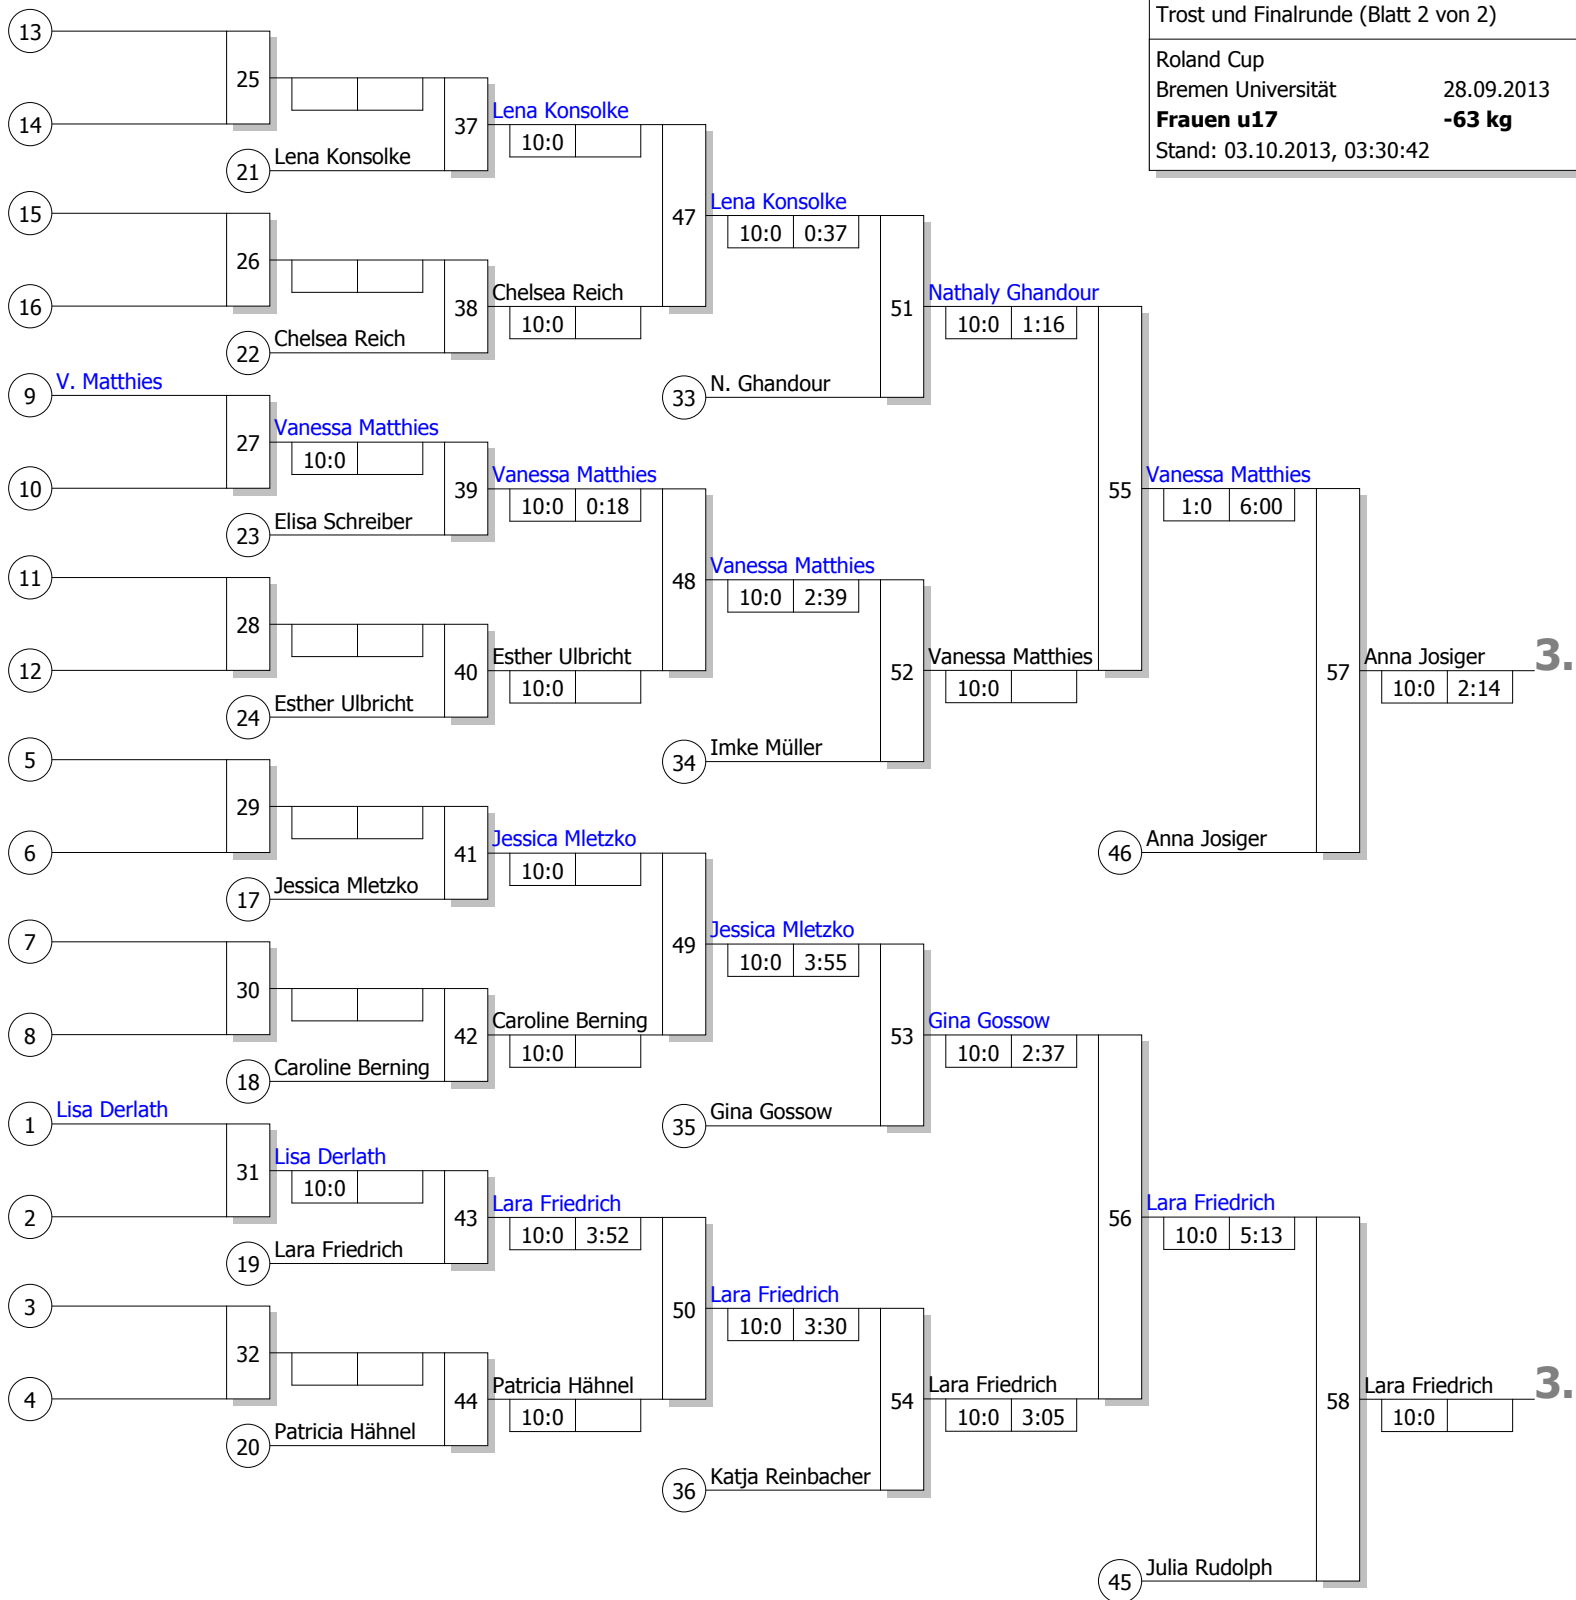 Trost und Finalrunde (Blatt 2 von 2)
Roland Cup
Bremen Universität 28.09.2013
Frauen u17 -63 kg
Stand: 03.10.2013, 03:30:42
13
25
14
37
Lena Konsolke
10:0
21
Lena Konsolke
15
47
Lena Konsolke
10:0 0:37
26
16
38
Chelsea Reich
10:0
22
Chelsea Reich
51
Nathaly Ghandour
10:0 1:16
9
V. Matthies
33
N. Ghandour
27
Vanessa Matthies
10:0
10
39
Vanessa Matthies
10:0 0:18
23
Elisa Schreiber
55
Vanessa Matthies
1:0 6:00
11
48
Vanessa Matthies
10:0 2:39
28
12
40
Esther Ulbricht
10:0
24
Esther Ulbricht
52
Vanessa Matthies
10:0
57
Anna Josiger
3.
10:0 2:14
5
34
Imke Müller
29
6
41
Jessica Mletzko
10:0
46
Anna Josiger
17
Jessica Mletzko
7
49
Jessica Mletzko
10:0 3:55
30
8
42
Caroline Berning
10:0
18
Caroline Berning
53
Gina Gossow
10:0 2:37
1
Lisa Derlath
35
Gina Gossow
31
Lisa Derlath
10:0
2
43
Lara Friedrich
10:0 3:52
19
Lara Friedrich
56
Lara Friedrich
10:0 5:13
3
50
Lara Friedrich
10:0 3:30
32
4
44
Patricia Hähnel
10:0
20
Patricia Hähnel
54
Lara Friedrich
10:0 3:05
58
Lara Friedrich
3.
10:0
36
Katja Reinbacher
45
Julia Rudolph